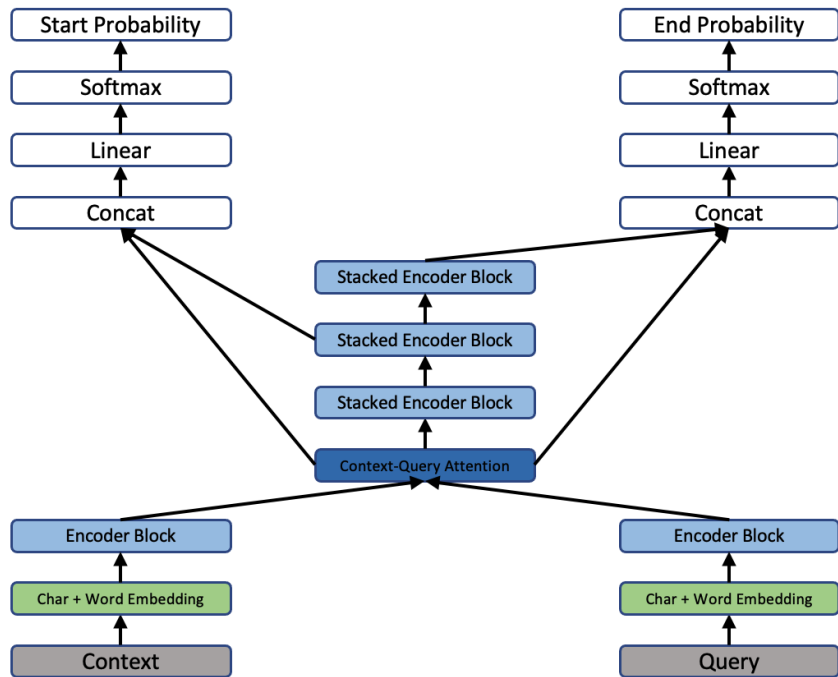 Start Probability
End Probability
Softmax
Softmax
Linear
Linear
Concat
Concat
Stacked Encoder Block
Stacked Encoder Block
Stacked Encoder Block
Context-Query Attention
Encoder Block
Encoder Block
Char + Word Embedding
Char + Word Embedding
Context
Query